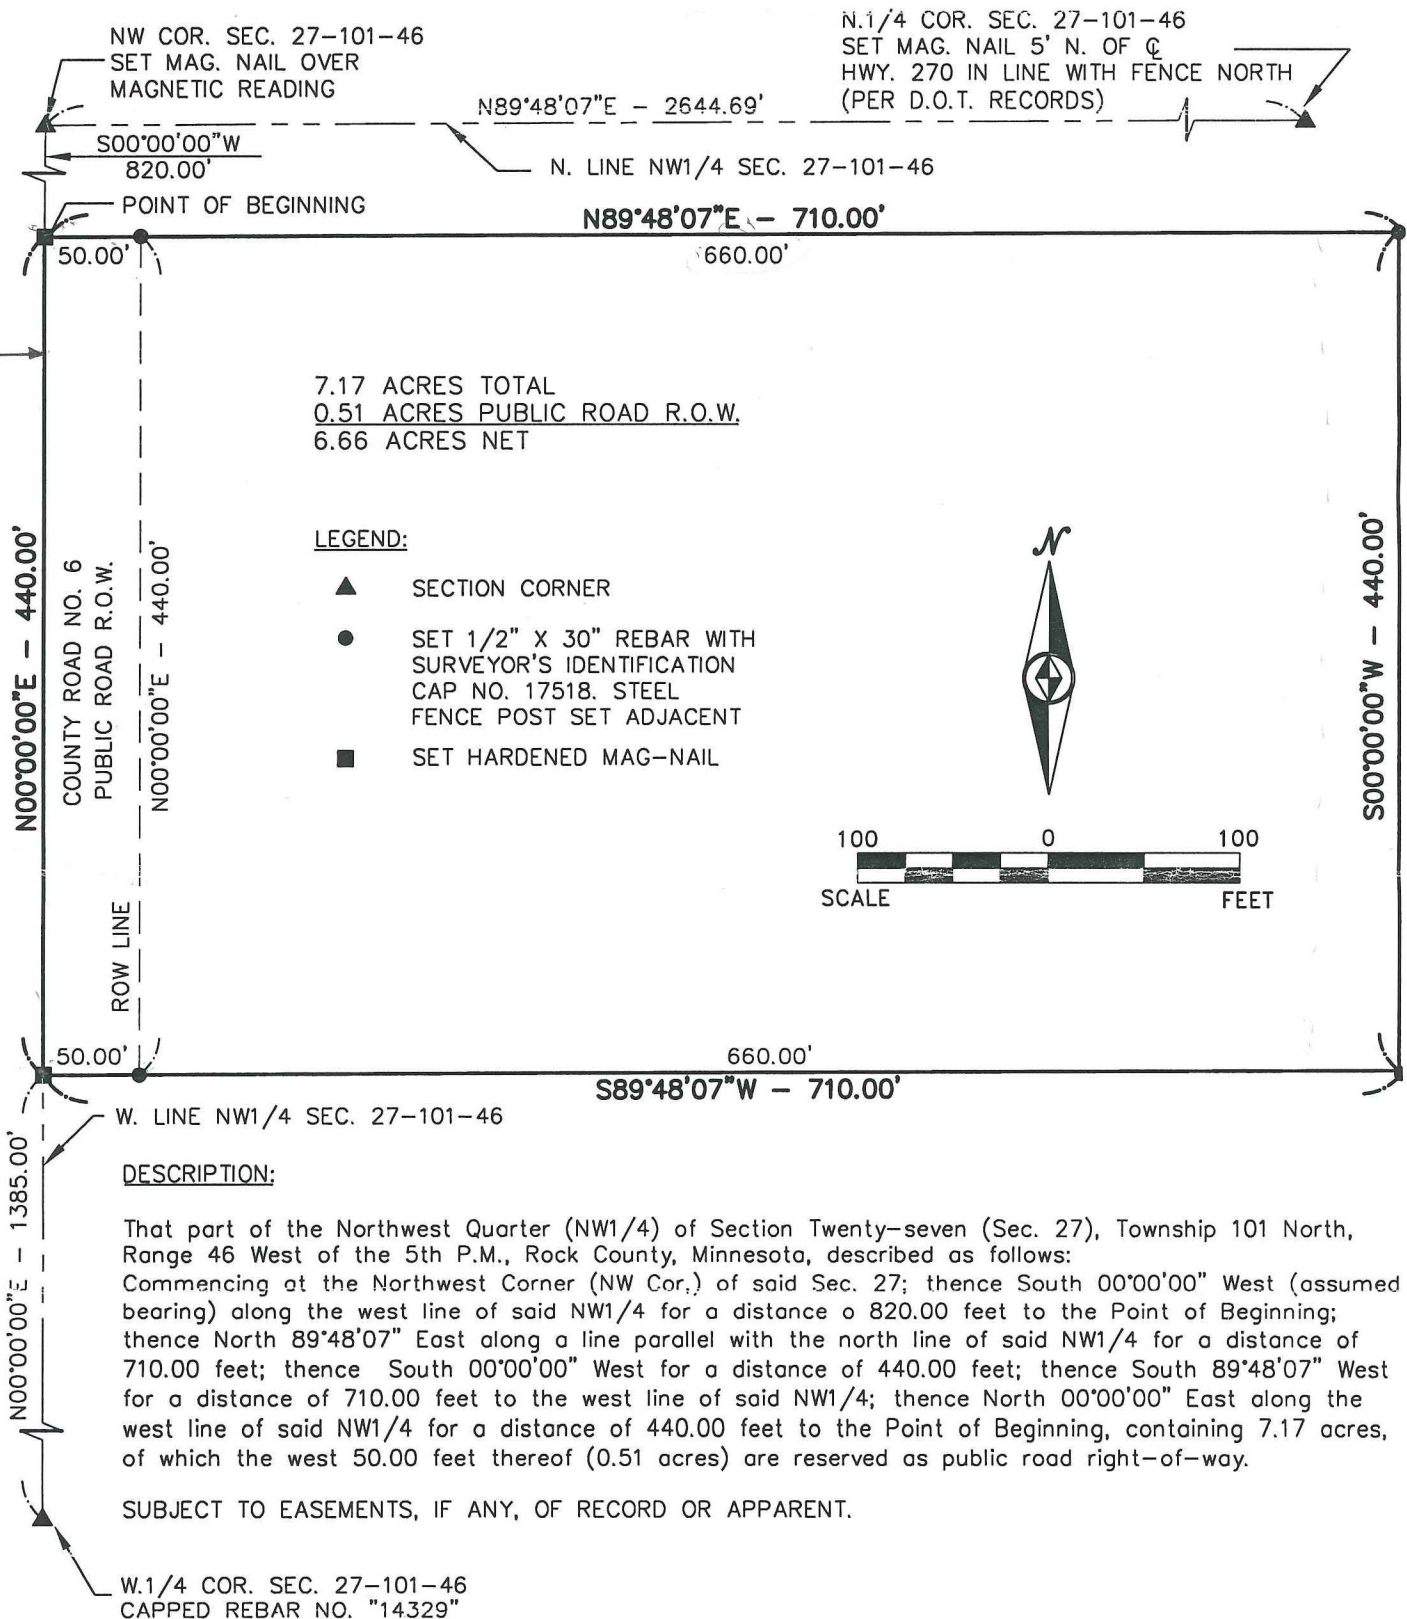 NW COR. SEC. 27-101-46
SET MAG. NAIL OVER
MAGNETIC READING
N.1/4 COR. SEC. 27-101-46
SET MAG. NAIL 5' N. OF ℄
HWY. 270 IN LINE WITH FENCE NORTH
(PER D.O.T. RECORDS)
N89°48'07"E - 2644.69'
S00°00'00"W
820.00'
N. LINE NW1/4 SEC. 27-101-46
POINT OF BEGINNING
N89°48'07"E - 710.00'
50.00'
660.00'
7.17 ACRES TOTAL
0.51 ACRES PUBLIC ROAD R.O.W.
6.66 ACRES NET
N00°00'00"E - 440.00'
COUNTY ROAD NO. 6
PUBLIC ROAD R.O.W.
N00°00'00"E - 440.00'
ROW LINE
LEGEND:
SECTION CORNER
SET 1/2" X 30" REBAR WITH
SURVEYOR'S IDENTIFICATION
CAP NO. 17518. STEEL
FENCE POST SET ADJACENT
SET HARDENED MAG-NAIL
N
S00°00'00"W - 440.00'
100 0 100
SCALE FEET
50.00'
660.00'
S89°48'07"W - 710.00'
W. LINE NW1/4 SEC. 27-101-46
N00°00'00"E - 1385.00'
DESCRIPTION:
That part of the Northwest Quarter (NW1/4) of Section Twenty-seven (Sec. 27), Township 101 North,
Range 46 West of the 5th P.M., Rock County, Minnesota, described as follows:
Commencing at the Northwest Corner (NW Cor.) of said Sec. 27; thence South 00°00'00" West (assumed
bearing) along the west line of said NW1/4 for a distance o 820.00 feet to the Point of Beginning;
thence North 89°48'07" East along a line parallel with the north line of said NW1/4 for a distance of
710.00 feet; thence South 00°00'00" West for a distance of 440.00 feet; thence South 89°48'07" West
for a distance of 710.00 feet to the west line of said NW1/4; thence North 00°00'00" East along the
west line of said NW1/4 for a distance of 440.00 feet to the Point of Beginning, containing 7.17 acres,
of which the west 50.00 feet thereof (0.51 acres) are reserved as public road right-of-way.
SUBJECT TO EASEMENTS, IF ANY, OF RECORD OR APPARENT.
W.1/4 COR. SEC. 27-101-46
CAPPED REBAR NO. "14329"